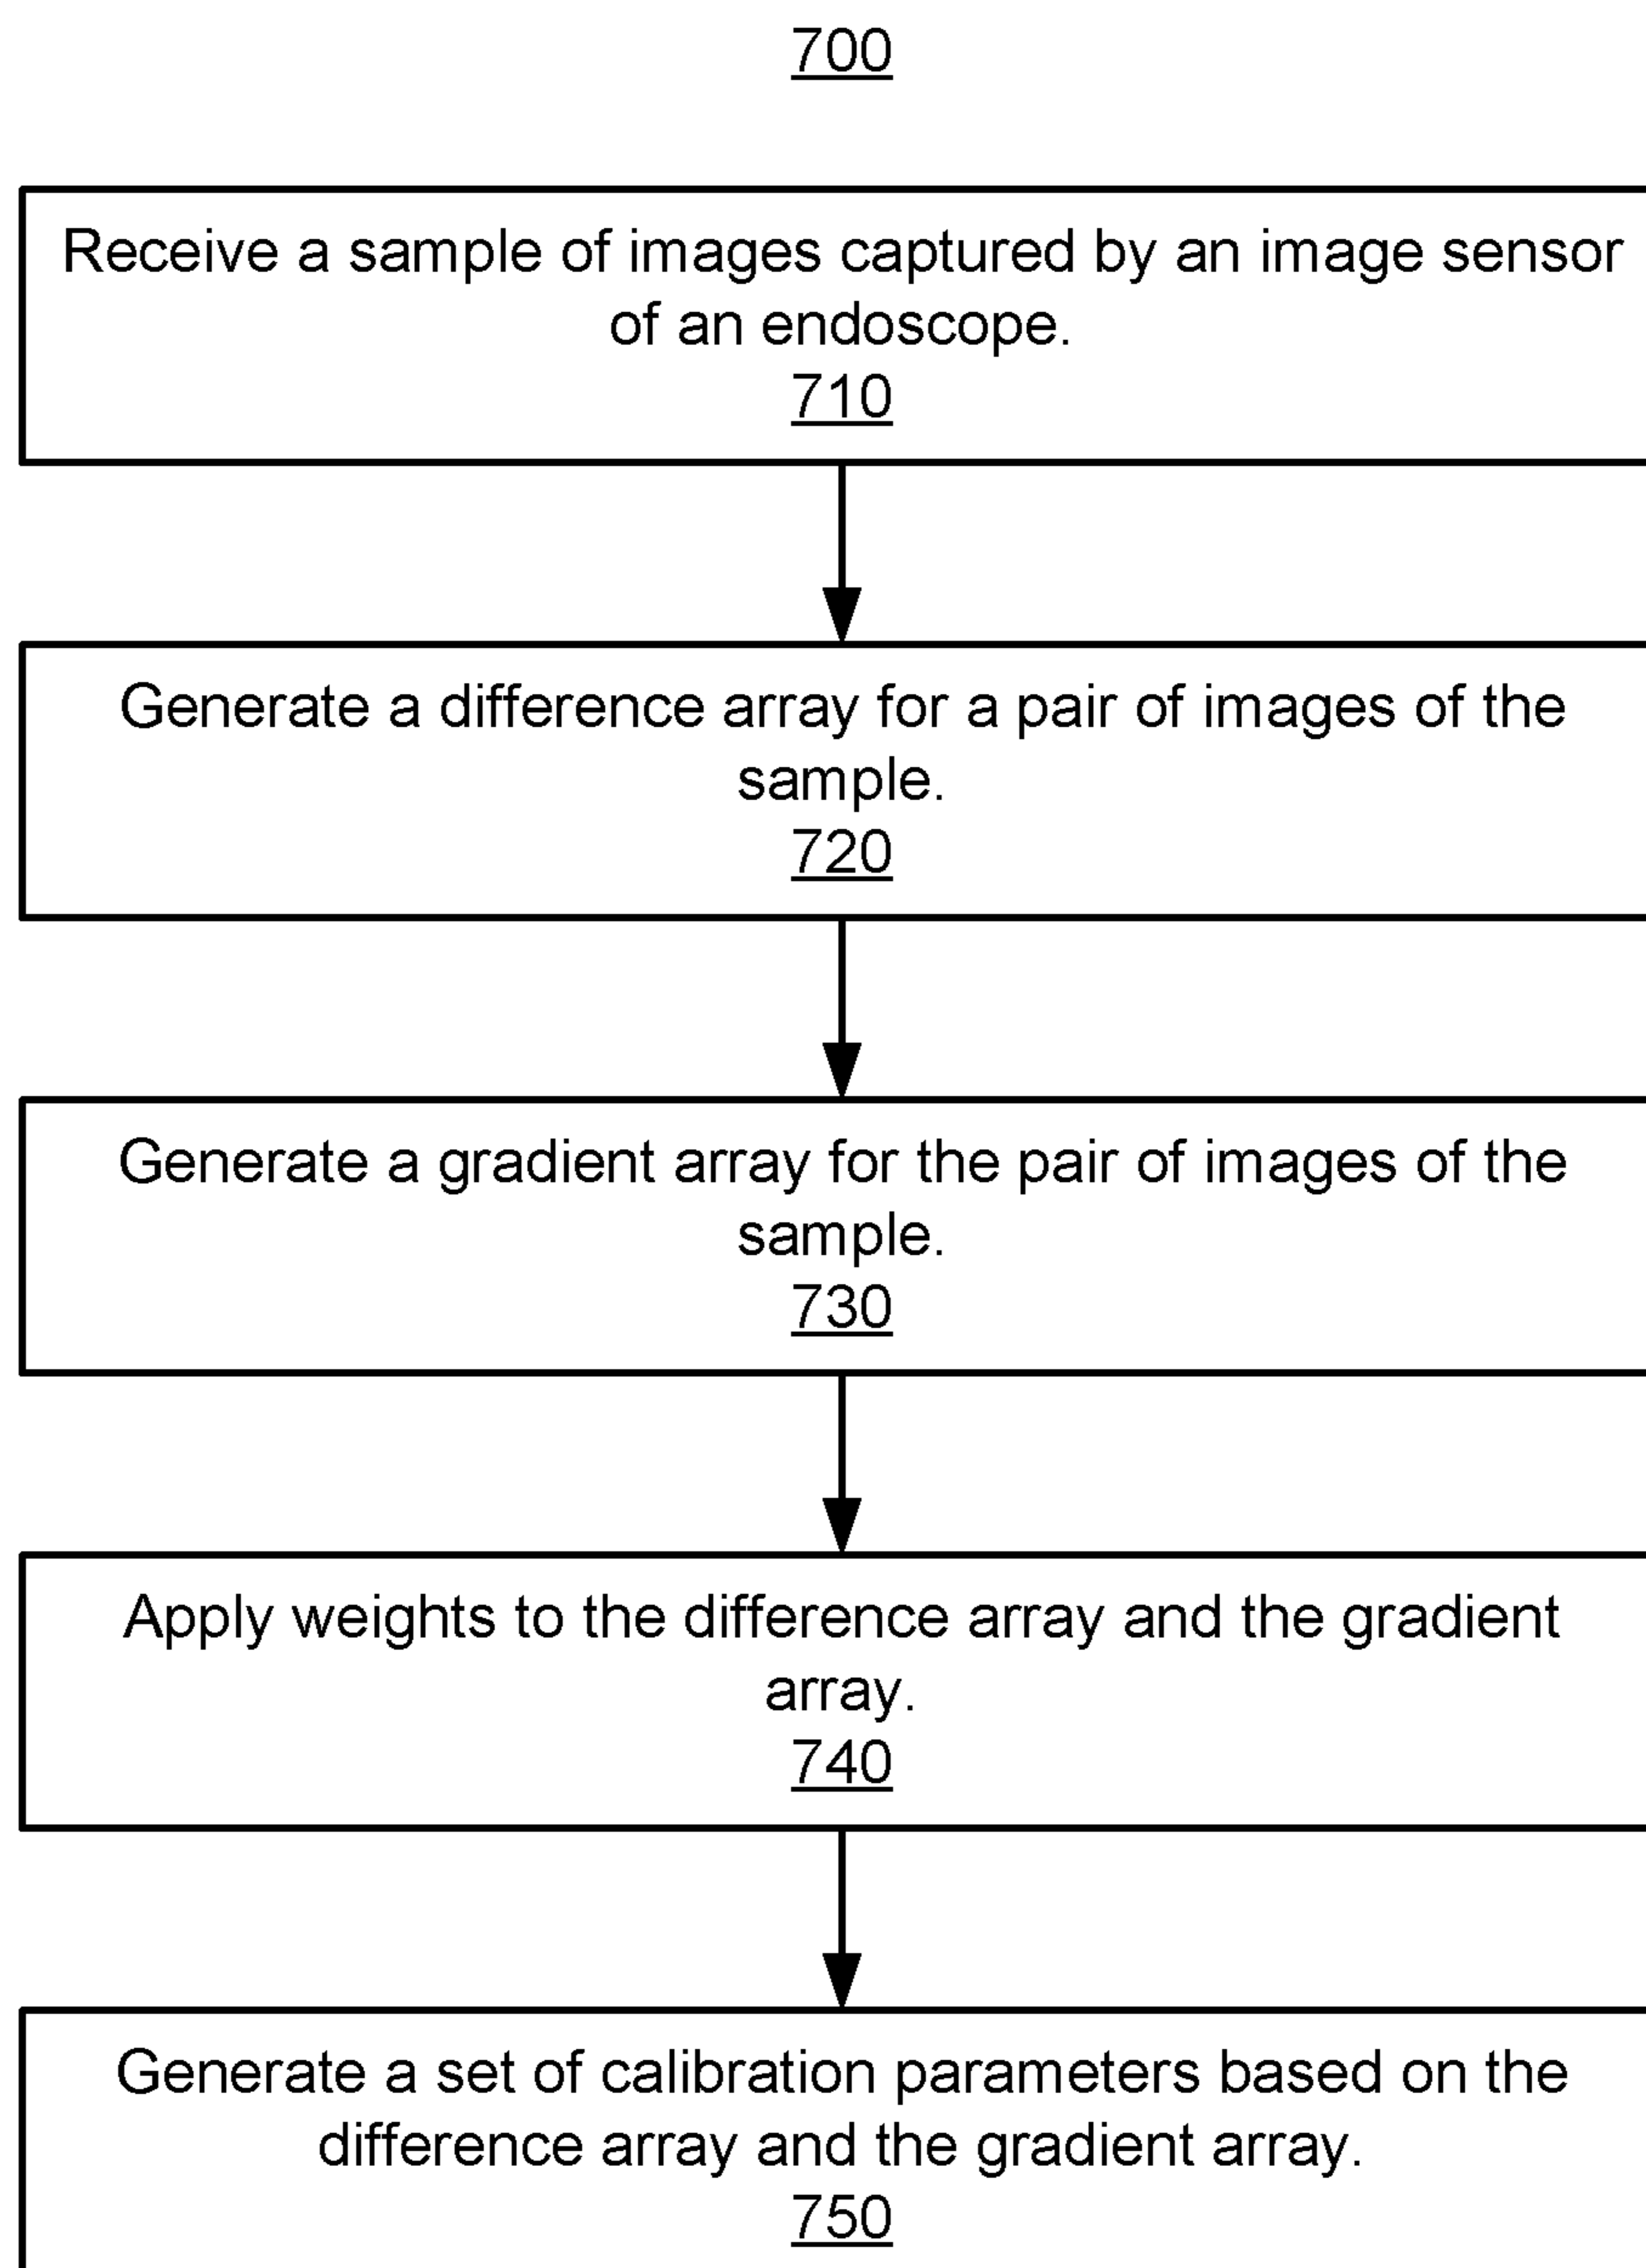 700
Receive a sample of images captured by an image sensor
of an endoscope.
710
Generate a difference array for a pair of images of the
sample.
720
Generate a gradient array for the pair of images of the
sample.
730
Apply weights to the difference array and the gradient
array.
740
Generate a set of calibration parameters based on the
difference array and the gradient array.
750